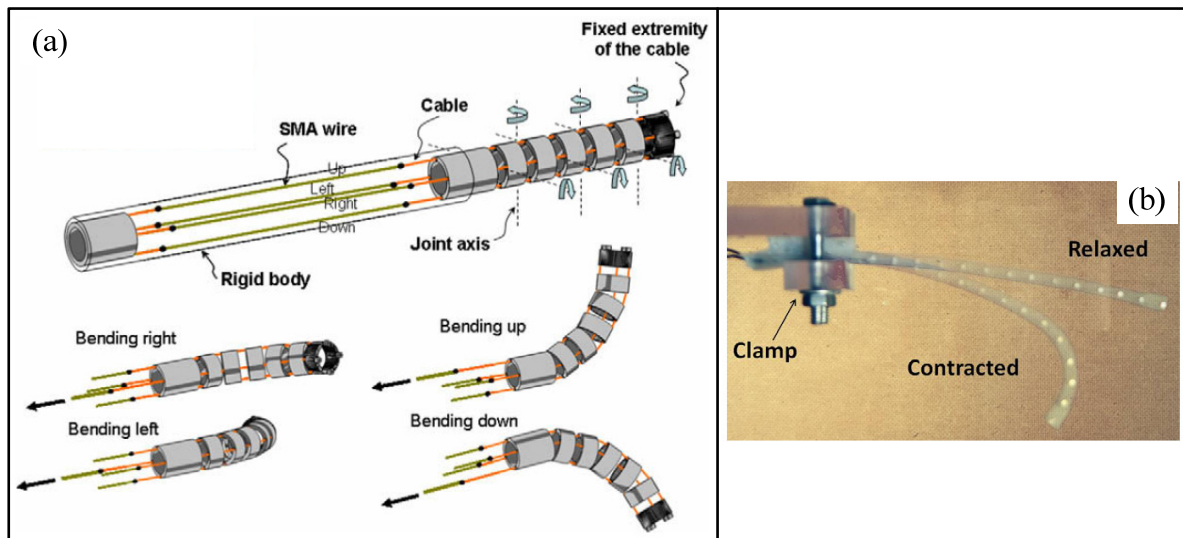 (a)
Fixed extremity
of the cable
Cable
SMA wire
Up
Left
Right
Down
Joint axis
Rigid body
Bending right
Bending up
Bending left
Bending down
(b)
Relaxed
Clamp
Contracted